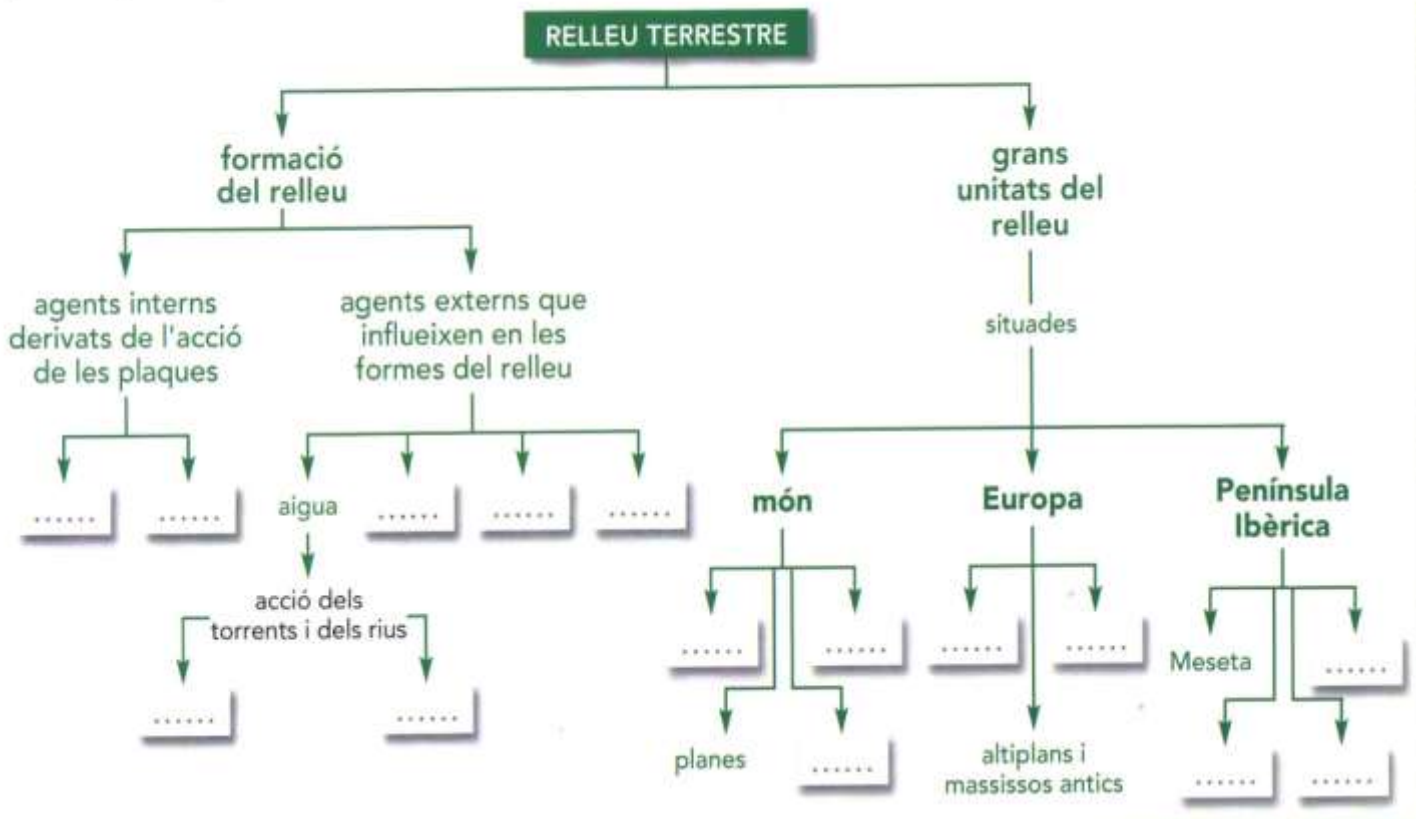 RELLEU TERRESTRE
formació
del relleu
grans
unitats del
relleu
agents interns
derivats de l'acció
de les plaques
agents externs que
influeixen en les
formes del relleu
situades
......
......
aigua
......
......
......
món
Europa
Península
Ibèrica
acció dels
torrents i dels rius
......
......
......
......
Meseta
......
......
......
planes
......
altiplans i
massissos antics
......
......